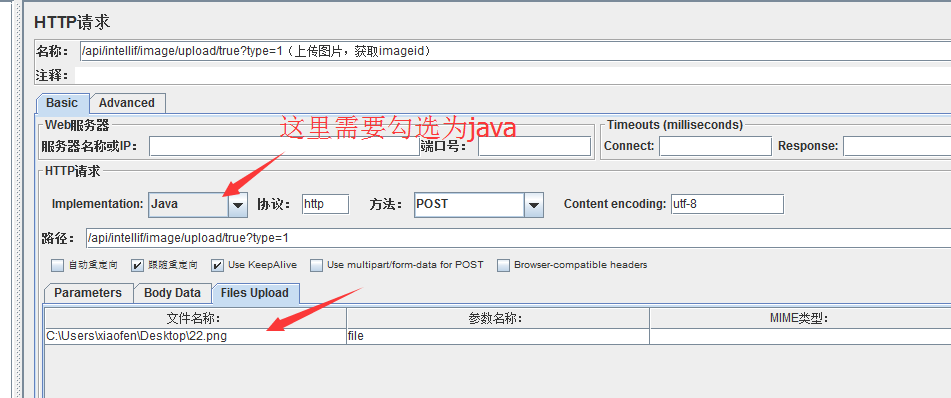 HTTP请求
名称： /api/intellif/image/upload/true?type=1（上传图片，获取imageid）
注释：
Basic Advanced
这里需要勾选为java
Web服务器 Timeouts (milliseconds)
服务器名称或IP： 端口号： Connect: Response:
HTTP请求
Implementation: Java 协议： http 方法： POST Content encoding: utf-8
路径： /api/intellif/image/upload/true?type=1
自动重定向 跟随重定向 Use KeepAlive Use multipart/form-data for POST Browser-compatible headers
Parameters Body Data Files Upload
文件名称： 参数名称： MIME类型：
C:\Users\xiaofen\Desktop\22.png file